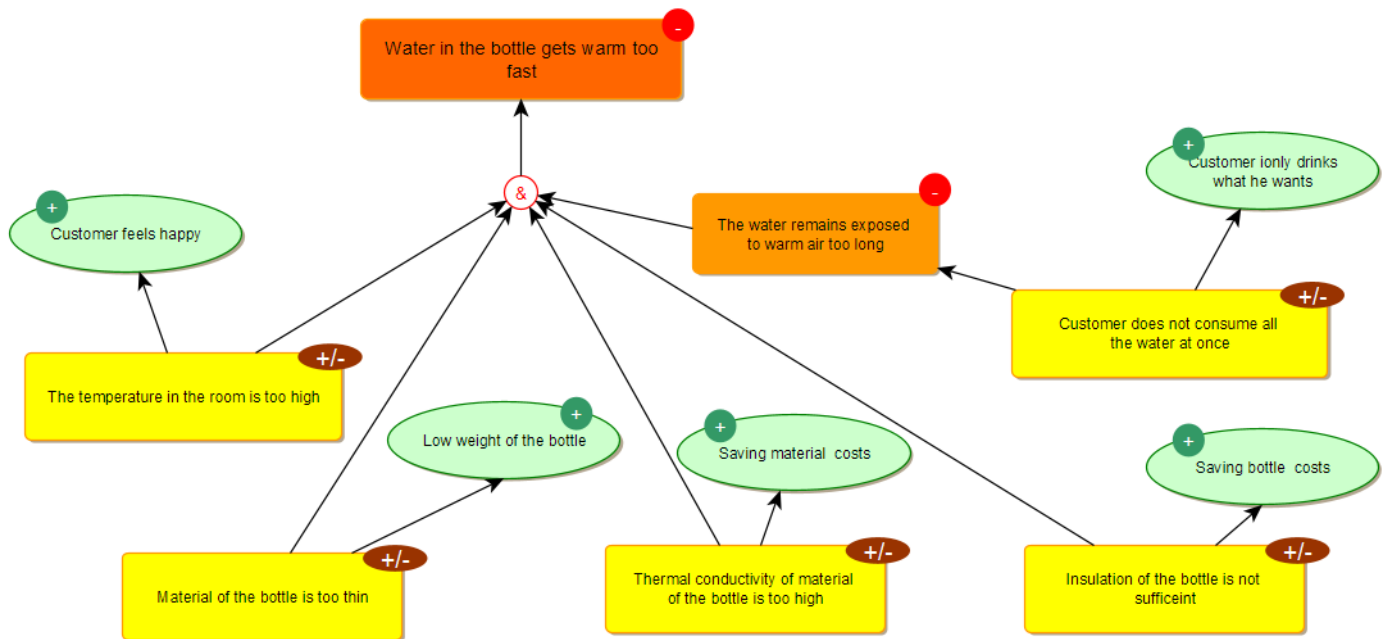 -
Water in the bottle gets warm too
fast
+
Customer ionly drinks
what he wants
&
-
The water remains exposed
to warm air too long
+
Customer feels happy
+/-
Customer does not consume all
the water at once
+/-
The temperature in the room is too high
+
Low weight of the bottle
+
Saving material costs
+
Saving bottle costs
+/-
Material of the bottle is too thin
+/-
Thermal conductivity of material
of the bottle is too high
+/-
Insulation of the bottle is not
sufficeint